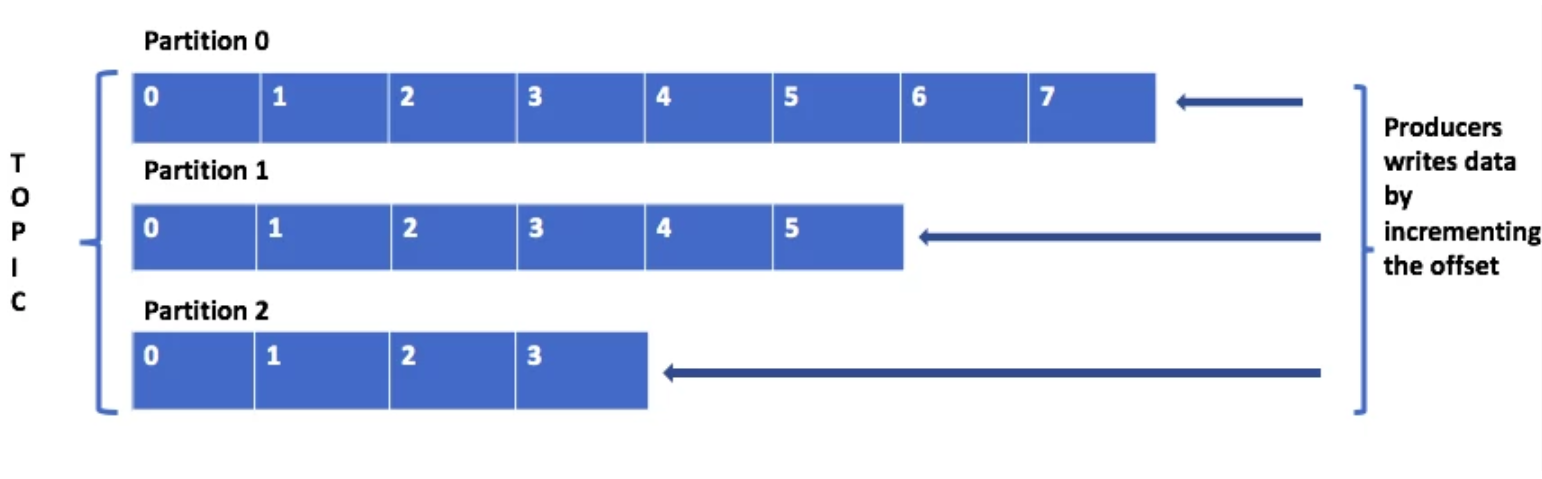 Partition 0
0 1 2 3 4 5 6 7
Partition 1
0 1 2 3 4 5
Partition 2
0 1 2 3
T
O
P
I
C
Producers
writes data
by
incrementing
the offset